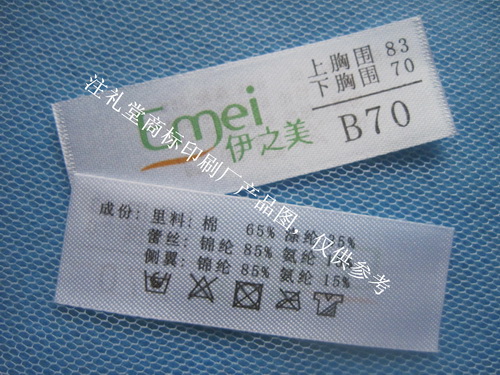 上胸围 83
下胸围 70
B70
Emei
伊之美
注礼堂商标印刷厂产品图,仅供参考
成份: 里料: 棉 65% 涤纶 35%
蕾丝: 锦纶 85% 氨纶 15%
侧翼: 锦纶 85% 氨纶 15%